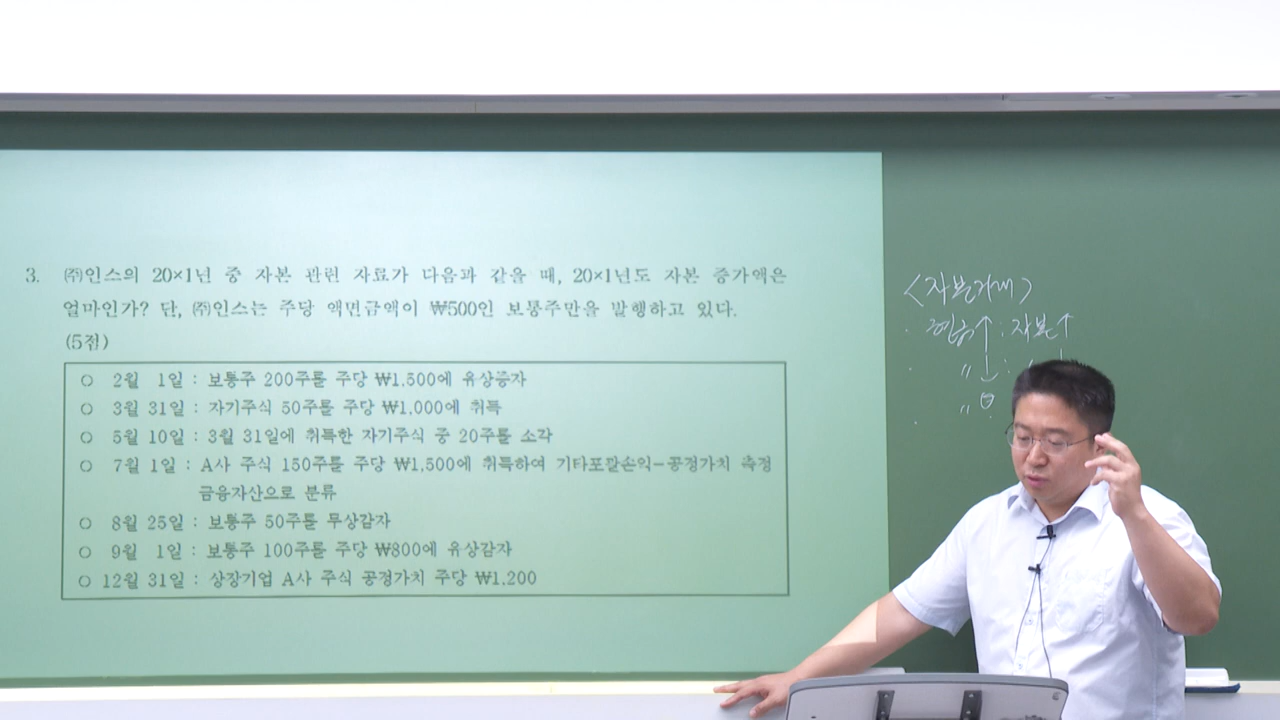 3. ㈜인스의 20×1년 중 자본 관련 자료가 다음과 같을 때, 20×1년도 자본 증가액은
얼마인가? 단, ㈜인스는 주당 액면금액이 ₩500인 보통주만을 발행하고 있다.
(5점)
○ 2월 1일 : 보통주 200주를 주당 ₩1,500에 유상증자
○ 3월 31일 : 자기주식 50주를 주당 ₩1,000에 취득
○ 5월 10일 : 3월 31일에 취득한 자기주식 중 20주를 소각
○ 7월 1일 : A사 주식 150주를 주당 ₩1,500에 취득하여 기타포괄손익-공정가치 측정
금융자산으로 분류
○ 8월 25일 : 보통주 50주를 무상감자
○ 9월 1일 : 보통주 100주를 주당 ₩800에 유상감자
○ 12월 31일 : 상장기업 A사 주식 공정가치 주당 ₩1,200
<자본거래>
· 현금↑ : 자본↑
· 〃 ↓ :
· 〃